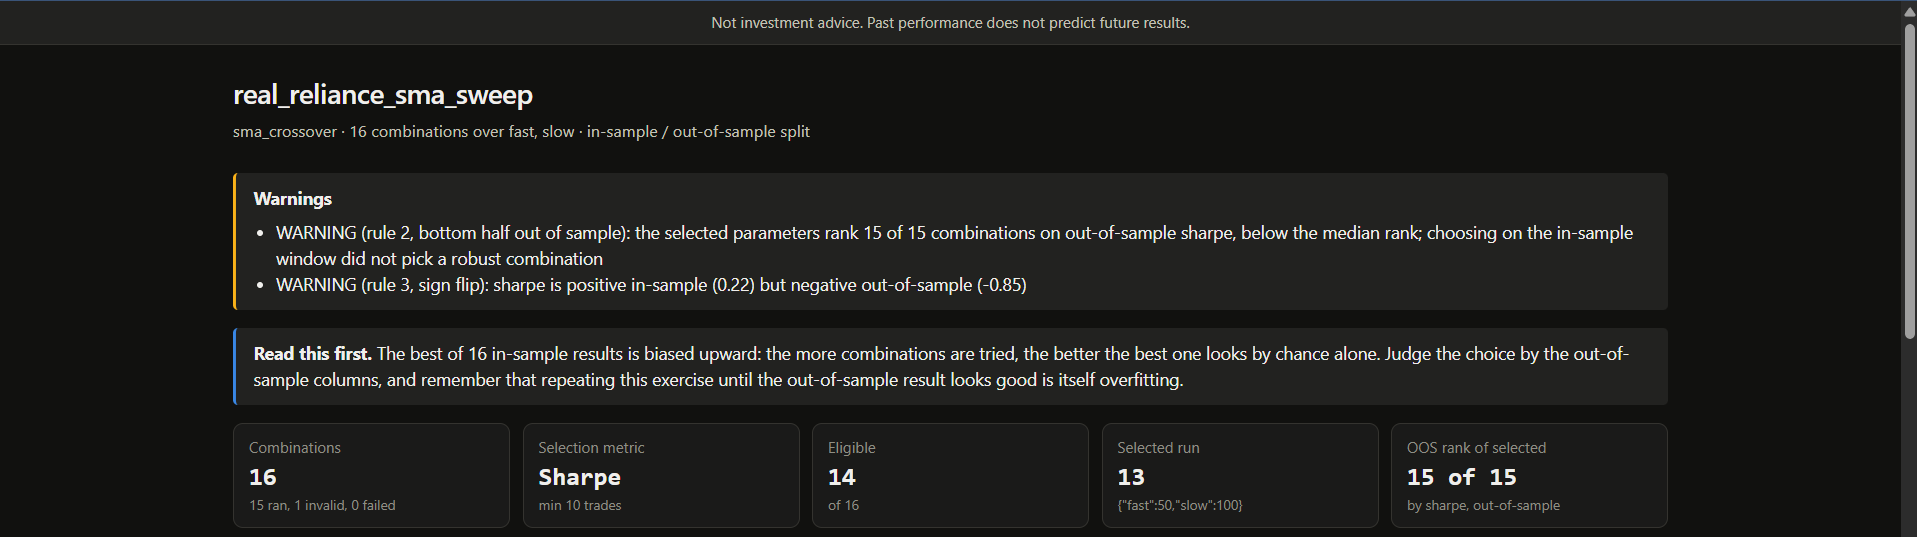 Not investment advice. Past performance does not predict future results.
real_reliance_sma_sweep
sma_crossover · 16 combinations over fast, slow · in-sample / out-of-sample split
Warnings
• WARNING (rule 2, bottom half out of sample): the selected parameters rank 15 of 15 combinations on out-of-sample sharpe, below the median rank; choosing on the in-sample
window did not pick a robust combination
• WARNING (rule 3, sign flip): sharpe is positive in-sample (0.22) but negative out-of-sample (-0.85)
Read this first. The best of 16 in-sample results is biased upward: the more combinations are tried, the better the best one looks by chance alone. Judge the choice by the out-of-
sample columns, and remember that repeating this exercise until the out-of-sample result looks good is itself overfitting.
Combinations
16
15 ran, 1 invalid, 0 failed
Selection metric
Sharpe
min 10 trades
Eligible
14
of 16
Selected run
13
{"fast":50,"slow":100}
OOS rank of selected
15 of 15
by sharpe, out-of-sample